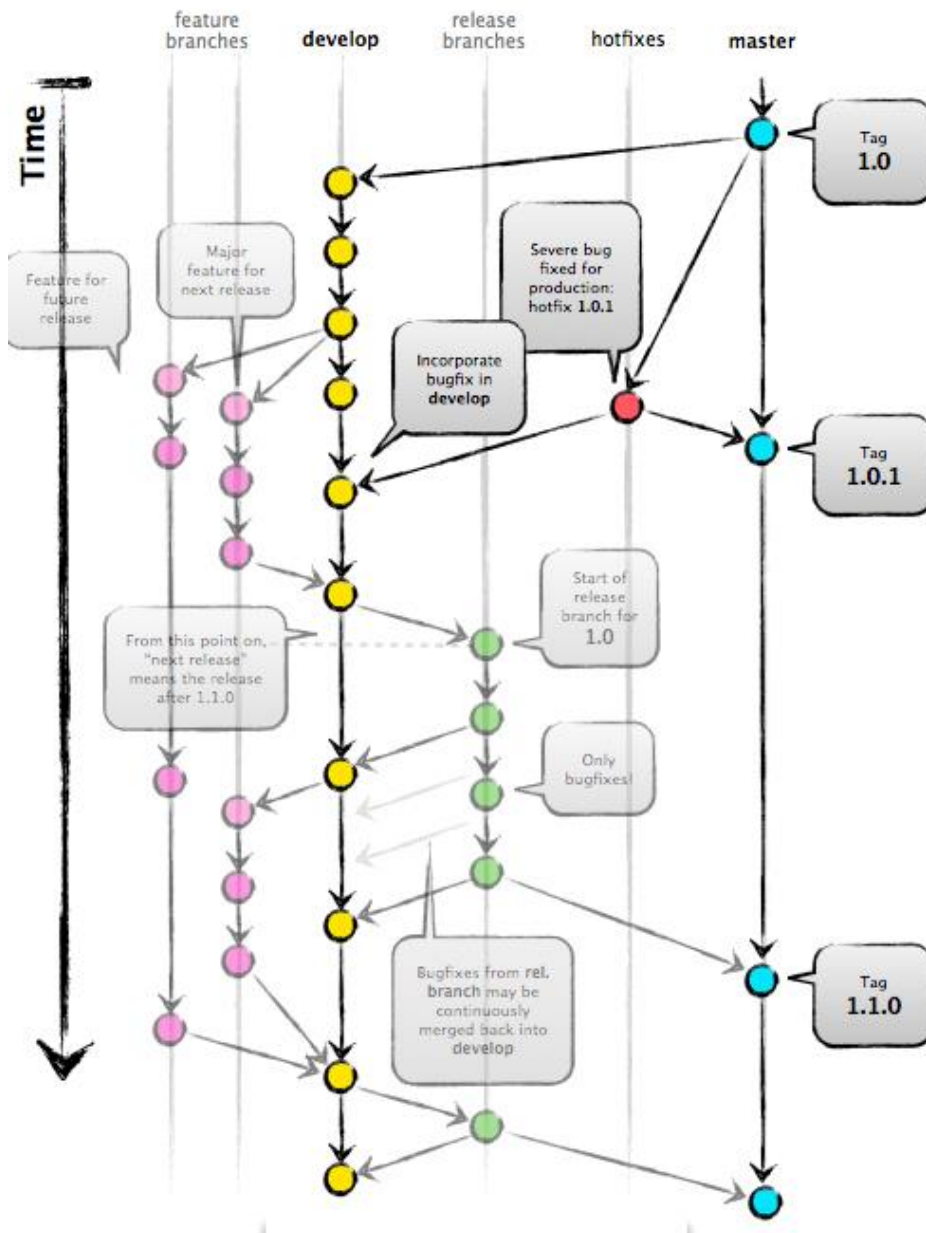 feature
branches
develop
release
branches
hotfixes
master
Time
Tag
1.0
Major
feature for
next release
Feature for
future
release
Severe bug
fixed for
production:
hotfix 1.0.1
Incorporate
bugfix in
develop
Tag
1.0.1
Start of
release
branch for
1.0
From this point on,
"next release"
means the release
after 1.1.0
Only
bugfixes!
Bugfixes from rel.
branch may be
continuously
merged back into
develop
Tag
1.1.0